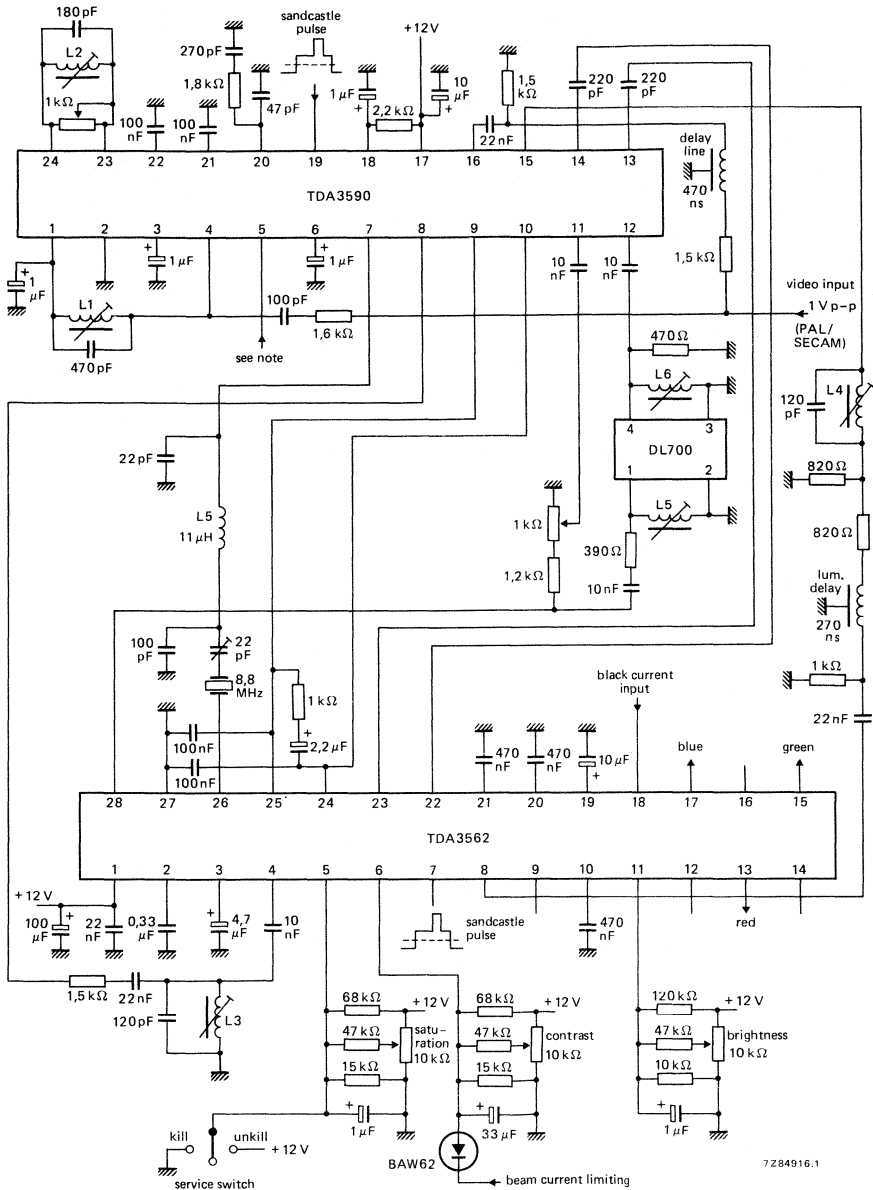 180 pF
L2
1 kΩ
100 nF
100 nF
270 pF
1,8 kΩ
47 pF
sandcastle pulse
1 µF
+
2,2 kΩ
+12V
10 µF
+
1,5 kΩ
22 nF
220 pF
220 pF
delay line
470 ns
1,5 kΩ
24 23 22 21 20 19 18 17 16 15 14 13
TDA3590
1 2 3 4 5 6 7 8 9 10 11 12
+
1 µF
L1
470 pF
+
1 µF
+
1 µF
100 pF
1,6 kΩ
see note
10 nF
10 nF
video input
1 V p-p
(PAL/
SECAM)
470 Ω
L6
4 3
DL700
1 2
L5
390 Ω
10 nF
1 kΩ
1,2 kΩ
120 pF
L4
820 Ω
820 Ω
lum. delay
270 ns
1 kΩ
22 nF
22 pF
L5
11 µH
100 pF
22 pF
8,8 MHz
1 kΩ
+
2,2 µF
100 nF
100 nF
470 nF
470 nF
10 µF
+
black current input
blue
green
28 27 26 25 24 23 22 21 20 19 18 17 16 15
TDA3562
1 2 3 4 5 6 7 8 9 10 11 12 13 14
+12 V
100 µF
+
22 nF
0,33 µF
+
4,7 µF
10 nF
1,5 kΩ
22 nF
120 pF
L3
sandcastle pulse
470 nF
red
68 kΩ
+12 V
47 kΩ
satu-
ration
10 kΩ
15 kΩ
+
1 µF
68 kΩ
+12 V
47 kΩ
contrast
10 kΩ
15 kΩ
+
33 µF
120 kΩ
+12 V
47 kΩ
brightness
10 kΩ
10 kΩ
+
1 µF
kill
unkill
+12 V
service switch
BAW62
beam current limiting
7Z84916.1